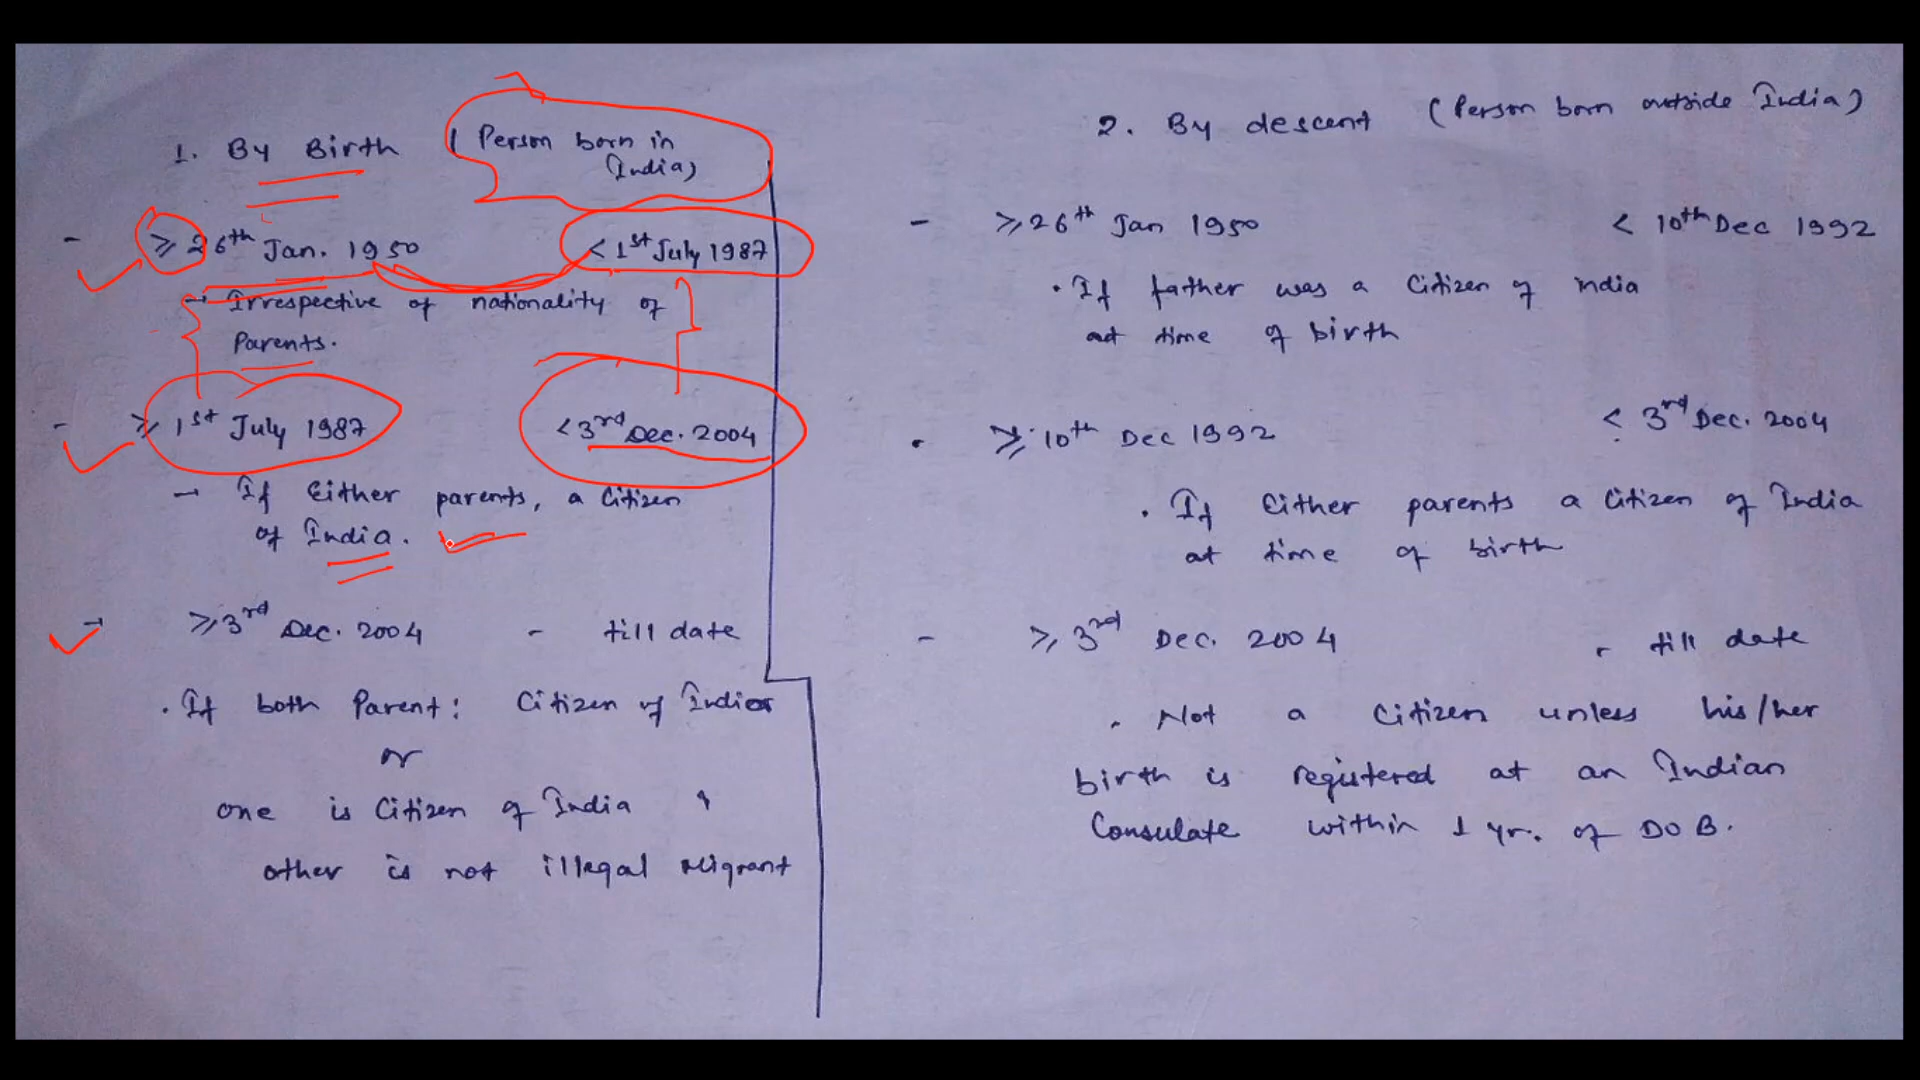 1. By Birth ( Person born in
India)
- ≥ 26th Jan. 1950 < 1st July 1987
→ Irrespective of nationality of
Parents.
- ≥ 1st July 1987 < 3rd Dec. 2004
→ If Either parents, a Citizen
of India.
→ ≥ 3rd Dec. 2004 - till date
. If both Parent: Citizen of India
or
one is Citizen of India &
other is not illegal Migrant
2. By descent (Person born outside India)
- ≥ 26th Jan 1950 < 10th Dec 1992
. If father was a Citizen of india
at time of birth
. ≥ 10th Dec 1992 < 3rd Dec. 2004
. If Either parents a Citizen of India
at time of birth
- ≥ 3rd Dec. 2004 - till date
. Not a Citizen unless his/her
birth is registered at an Indian
Consulate within 1 yr. of DOB.